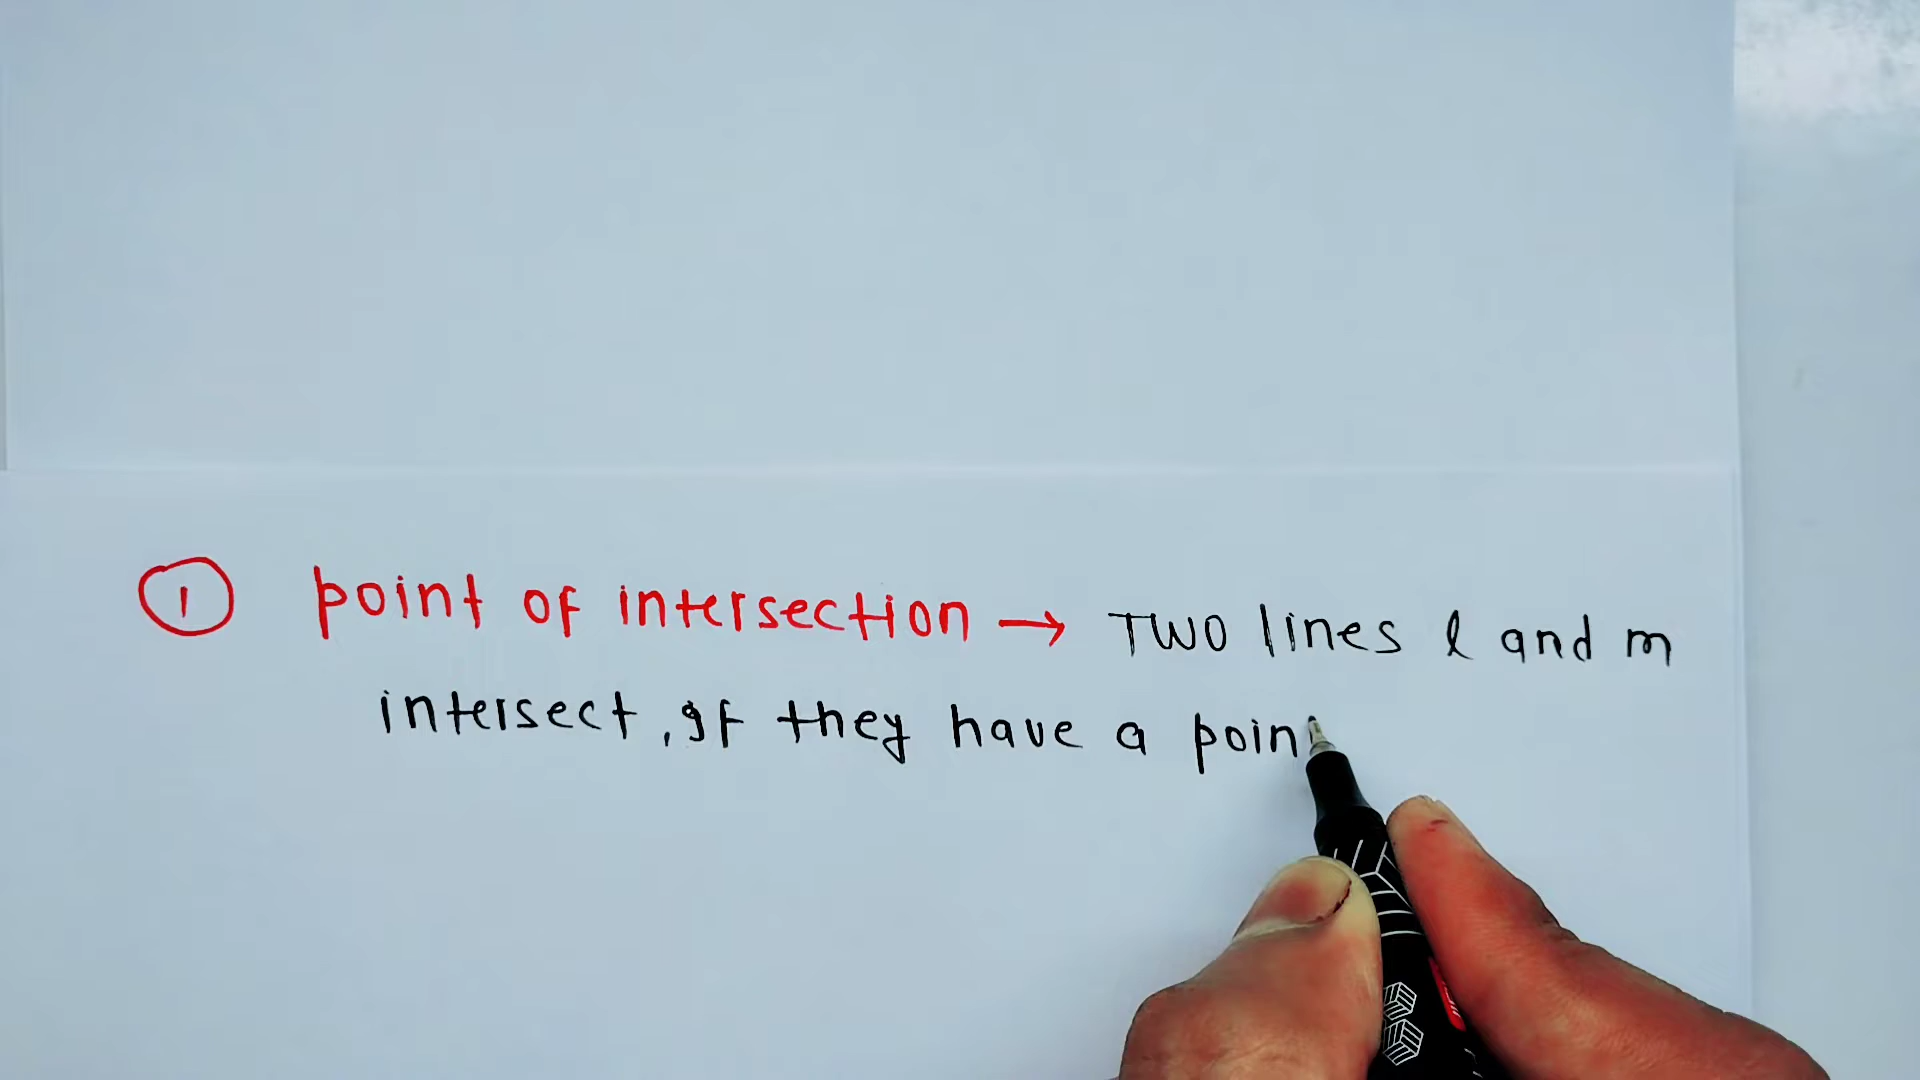 ① point of intersection → Two lines l and m
intersect, if they have a poin